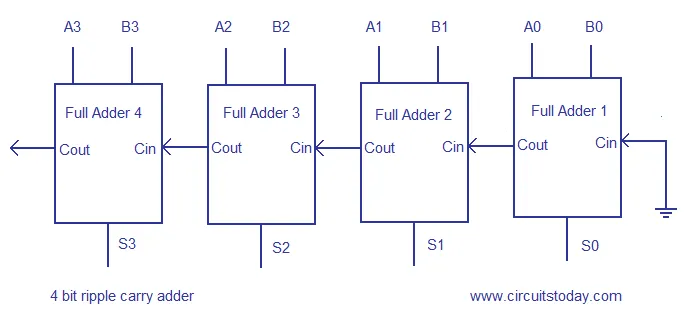 A3 B3 A2 B2 A1 B1 A0 B0
Full Adder 4 Full Adder 3 Full Adder 2 Full Adder 1
Cout Cin Cout Cin Cout Cin Cout Cin
S3 S2 S1 S0
4 bit ripple carry adder www.circuitstoday.com